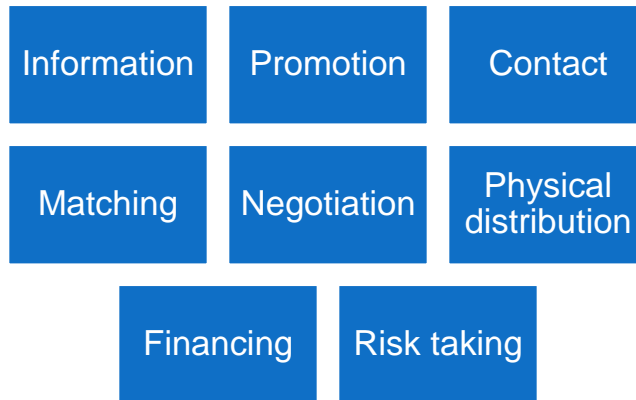 Information
Promotion
Contact
Matching
Negotiation
Physical
distribution
Financing
Risk taking